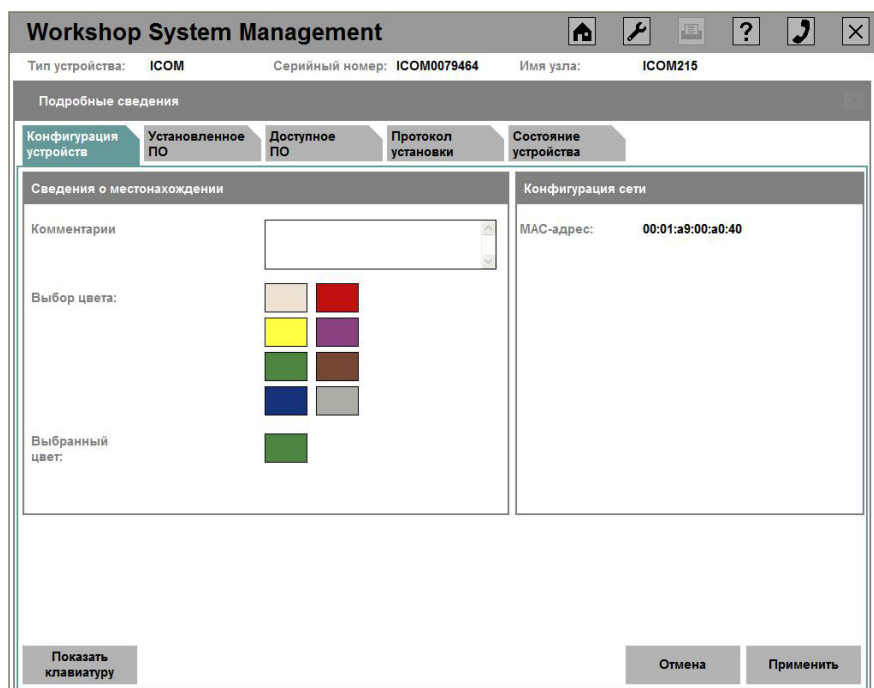 Workshop System Management
?
Тип устройства: ICOM Серийный номер: ICOM0079464 Имя узла: ICOM215
Подробные сведения
Конфигурация устройств
Установленное ПО
Доступное ПО
Протокол установки
Состояние устройства
Сведения о местонахождении
Конфигурация сети
Комментарии
MAC-адрес: 00:01:a9:00:a0:40
Выбор цвета:
Выбранный
цвет:
Показать
клавиатуру
Отмена
Применить